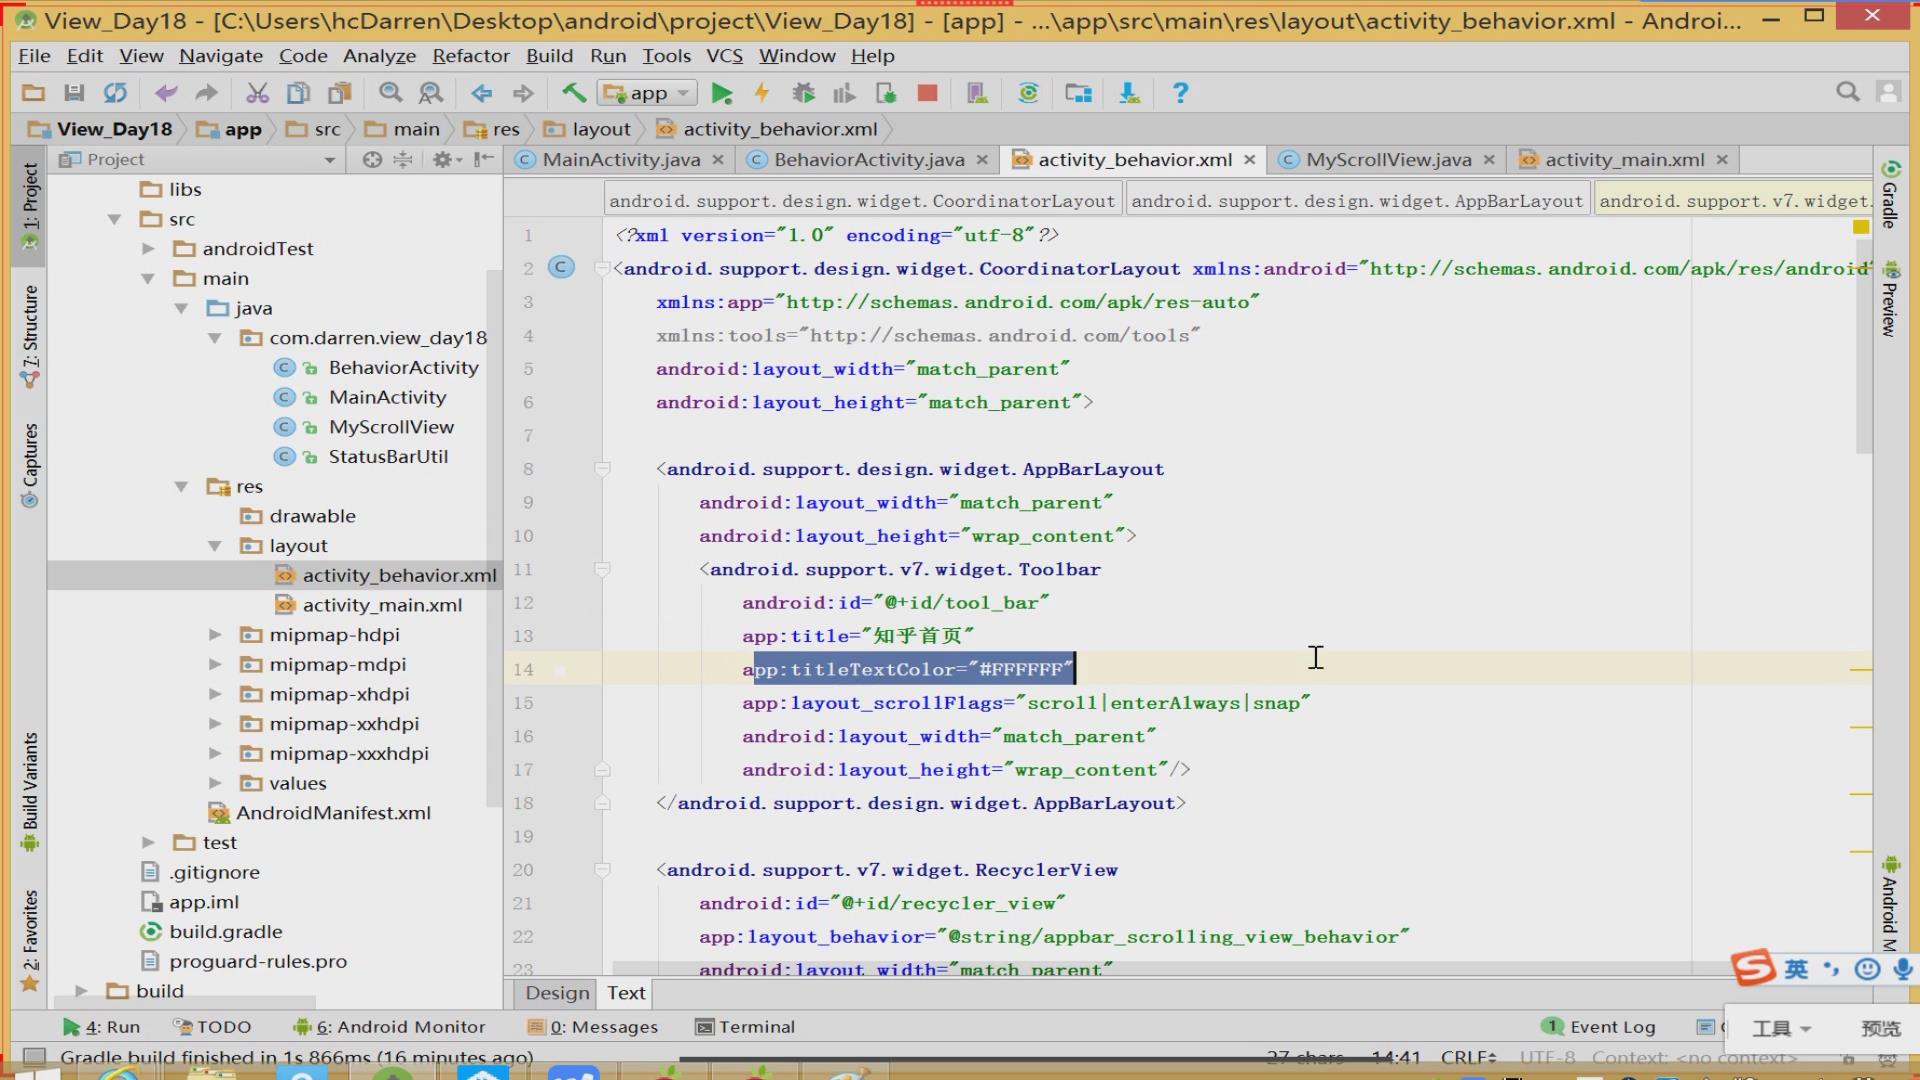 View_Day18 - [C:\Users\hcDarren\Desktop\android\project\View_Day18] - [app] - ...\app\src\main\res\layout\activity_behavior.xml - Androi...
File Edit View Navigate Code Analyze Refactor Build Run Tools VCS Window Help
app
View_Day18 app src main res layout activity_behavior.xml
Project
MainActivity.java BehaviorActivity.java activity_behavior.xml MyScrollView.java activity_main.xml
android.support.design.widget.CoordinatorLayout android.support.design.widget.AppBarLayout android.support.v7.widget.
1: Project
7: Structure
Captures
Build Variants
2: Favorites
libs
src
androidTest
main
java
com.darren.view_day18
BehaviorActivity
MainActivity
MyScrollView
StatusBarUtil
res
drawable
layout
activity_behavior.xml
activity_main.xml
mipmap-hdpi
mipmap-mdpi
mipmap-xhdpi
mipmap-xxhdpi
mipmap-xxxhdpi
values
AndroidManifest.xml
test
.gitignore
app.iml
build.gradle
proguard-rules.pro
build
1 <?xml version="1.0" encoding="utf-8"?>
2 <android.support.design.widget.CoordinatorLayout xmlns:android="http://schemas.android.com/apk/res/android"
3 xmlns:app="http://schemas.android.com/apk/res-auto"
4 xmlns:tools="http://schemas.android.com/tools"
5 android:layout_width="match_parent"
6 android:layout_height="match_parent">
7
8 <android.support.design.widget.AppBarLayout
9 android:layout_width="match_parent"
10 android:layout_height="wrap_content">
11 <android.support.v7.widget.Toolbar
12 android:id="@+id/tool_bar"
13 app:title="知乎首页"
14 app:titleTextColor="#FFFFFF"
15 app:layout_scrollFlags="scroll|enterAlways|snap"
16 android:layout_width="match_parent"
17 android:layout_height="wrap_content"/>
18 </android.support.design.widget.AppBarLayout>
19
20 <android.support.v7.widget.RecyclerView
21 android:id="@+id/recycler_view"
22 app:layout_behavior="@string/appbar_scrolling_view_behavior"
23 android:layout_width="match_parent"
Gradle
Preview
Android M
英
工具 预览
Design Text
4: Run TODO 6: Android Monitor 0: Messages Terminal 1 Event Log
Gradle build finished in 1s 866ms (16 minutes ago) 27 chars 14:41 CRLF UTF-8 Context: <no context>